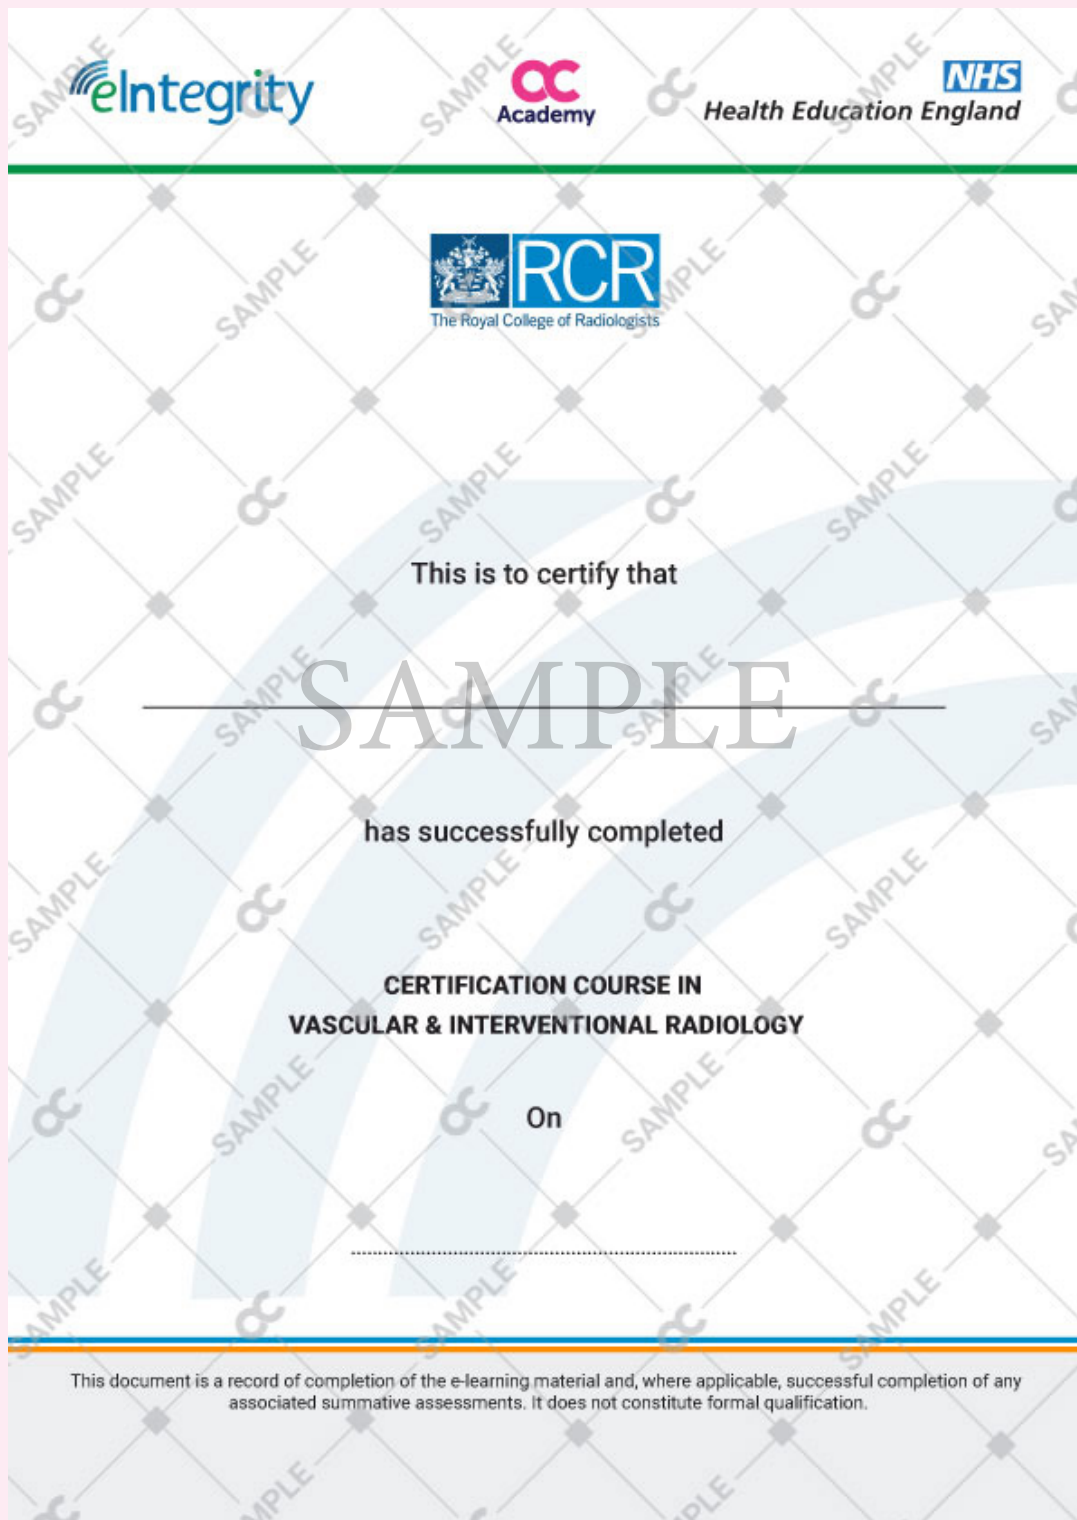 eIntegrity
OC
Academy
NHS
Health Education England
RCR
The Royal College of Radiologists
This is to certify that
SAMPLE
has successfully completed
CERTIFICATION COURSE IN
VASCULAR & INTERVENTIONAL RADIOLOGY
On
This document is a record of completion of the e-learning material and, where applicable, successful completion of any
associated summative assessments. It does not constitute formal qualification.